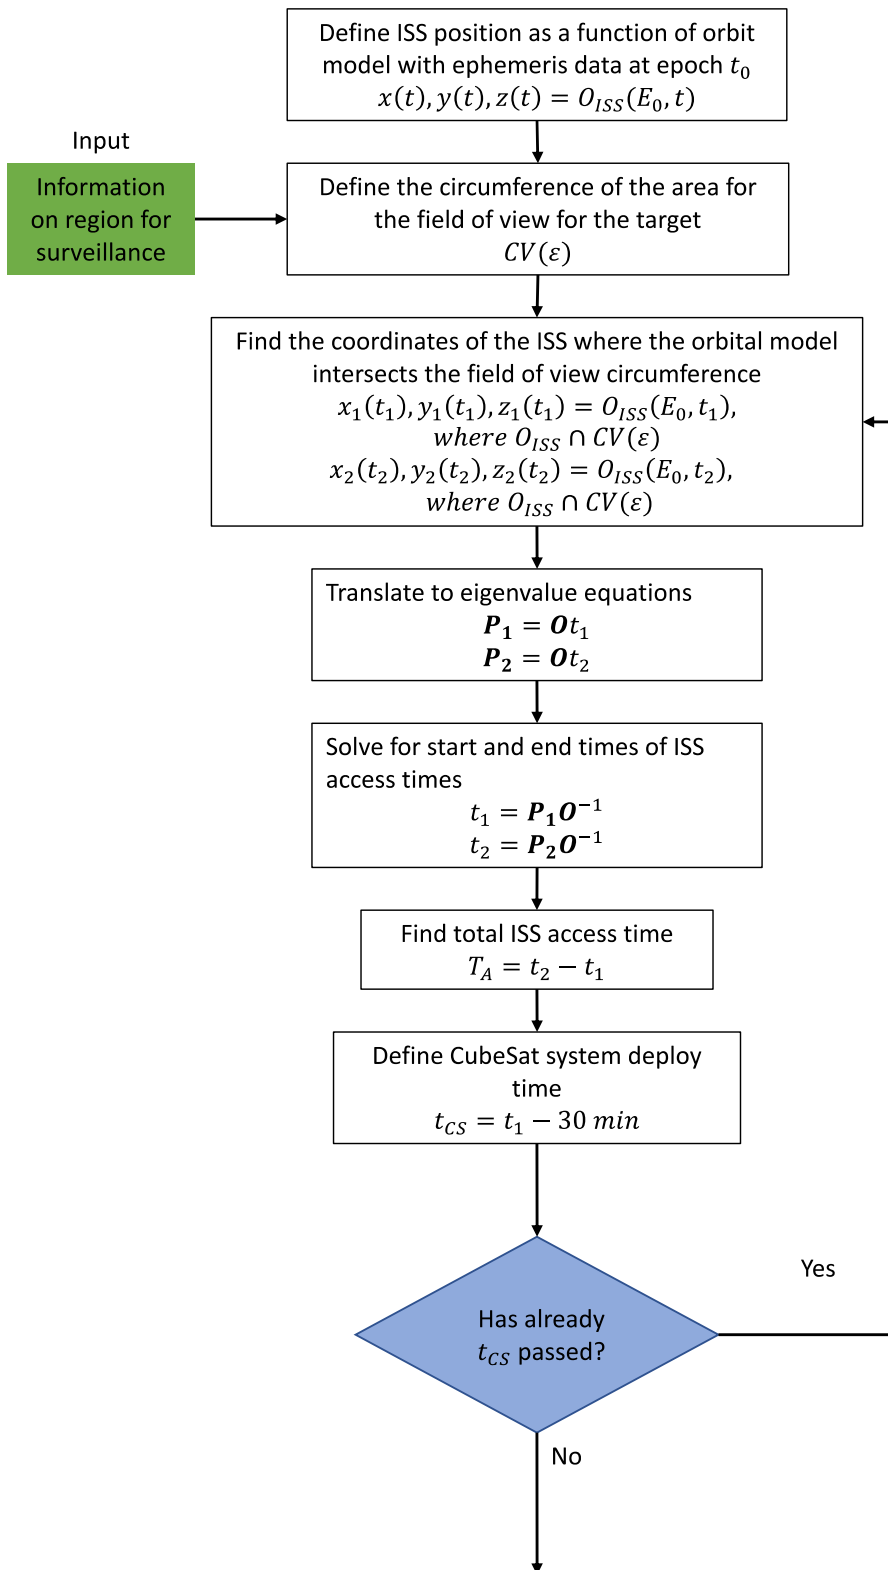 Define ISS position as a function of orbit
model with ephemeris data at epoch t₀
x(t), y(t), z(t) = O_ISS(E₀, t)
Input
Information
on region for
surveillance
Define the circumference of the area for
the field of view for the target
CV(ε)
Find the coordinates of the ISS where the orbital model
intersects the field of view circumference
x₁(t₁), y₁(t₁), z₁(t₁) = O_ISS(E₀, t₁),
where O_ISS ∩ CV(ε)
x₂(t₂), y₂(t₂), z₂(t₂) = O_ISS(E₀, t₂),
where O_ISS ∩ CV(ε)
Translate to eigenvalue equations
P₁ = Ot₁
P₂ = Ot₂
Solve for start and end times of ISS
access times
t₁ = P₁O⁻¹
t₂ = P₂O⁻¹
Find total ISS access time
T_A = t₂ − t₁
Define CubeSat system deploy
time
t_CS = t₁ − 30 min
Yes
Has already
t_CS passed?
No